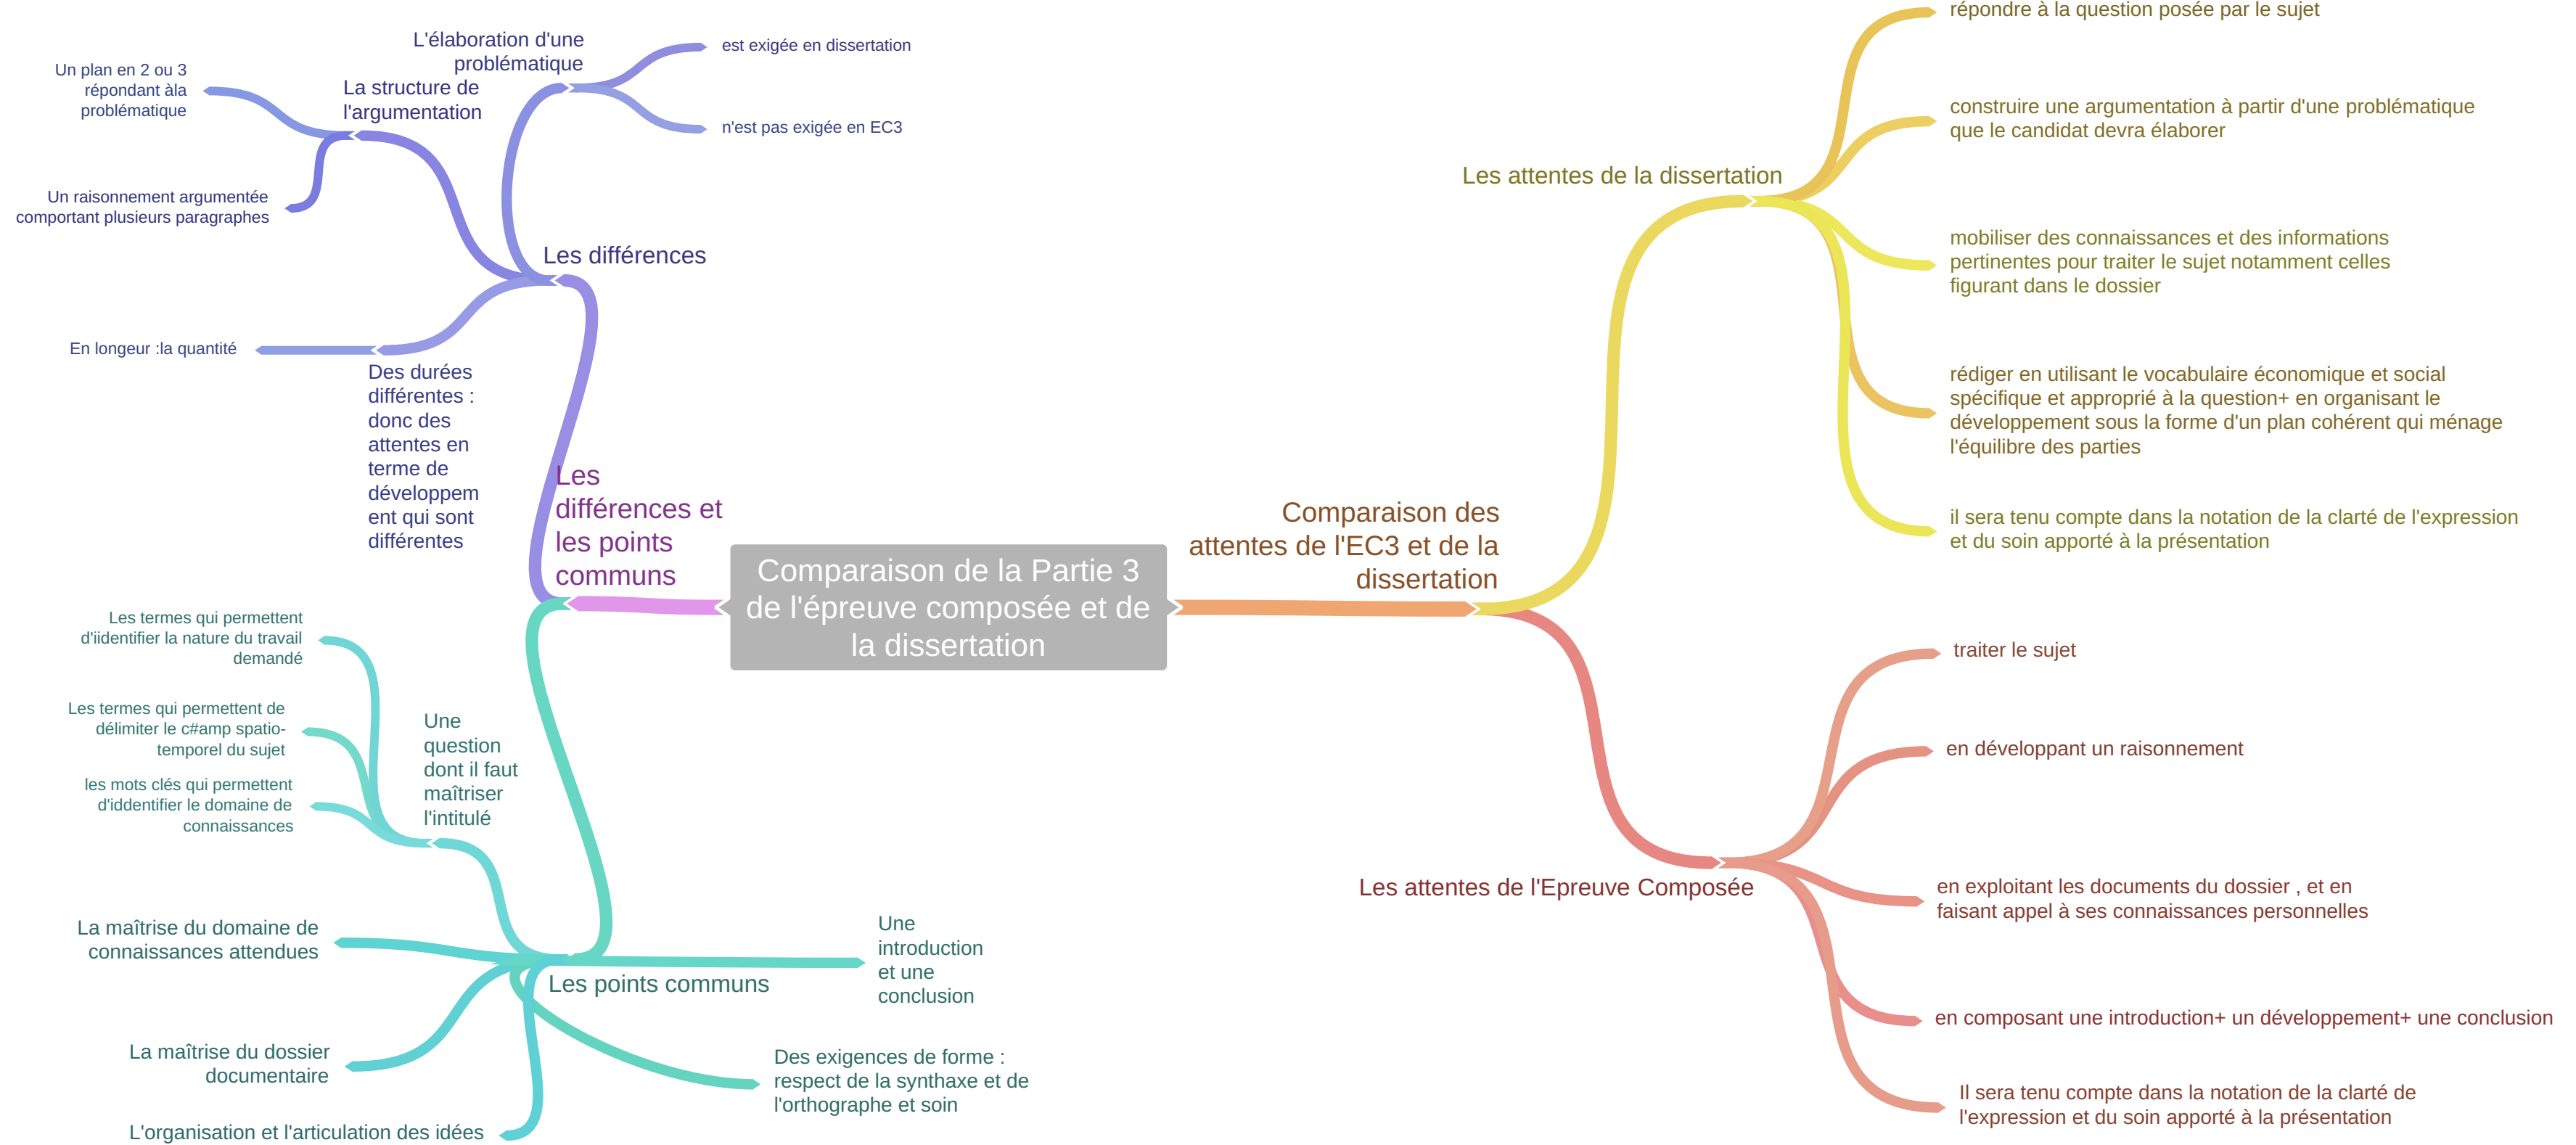 Comparaison de la Partie 3
de l'épreuve composée et de
la dissertation
Comparaison des
attentes de l'EC3 et de la
dissertation
Les attentes de la dissertation
répondre à la question posée par le sujet
construire une argumentation à partir d'une problématique
que le candidat devra élaborer
mobiliser des connaissances et des informations
pertinentes pour traiter le sujet notamment celles
figurant dans le dossier
rédiger en utilisant le vocabulaire économique et social
spécifique et approprié à la question+ en organisant le
développement sous la forme d'un plan cohérent qui ménage
l'équilibre des parties
il sera tenu compte dans la notation de la clarté de l'expression
et du soin apporté à la présentation
Les attentes de l'Epreuve Composée
traiter le sujet
en développant un raisonnement
en exploitant les documents du dossier , et en
faisant appel à ses connaissances personnelles
en composant une introduction+ un développement+ une conclusion
Il sera tenu compte dans la notation de la clarté de
l'expression et du soin apporté à la présentation
Les
différences et
les points
communs
Les différences
L'élaboration d'une
problématique
est exigée en dissertation
n'est pas exigée en EC3
La structure de
l'argumentation
Un plan en 2 ou 3
répondant àla
problématique
Un raisonnement argumentée
comportant plusieurs paragraphes
Des durées
différentes :
donc des
attentes en
terme de
développem
ent qui sont
différentes
En longeur :la quantité
Les points communs
Une
question
dont il faut
maîtriser
l'intitulé
Les termes qui permettent
d'iidentifier la nature du travail
demandé
Les termes qui permettent de
délimiter le c#amp spatio-
temporel du sujet
les mots clés qui permettent
d'iddentifier le domaine de
connaissances
La maîtrise du domaine de
connaissances attendues
La maîtrise du dossier
documentaire
L'organisation et l'articulation des idées
Une
introduction
et une
conclusion
Des exigences de forme :
respect de la synthaxe et de
l'orthographe et soin